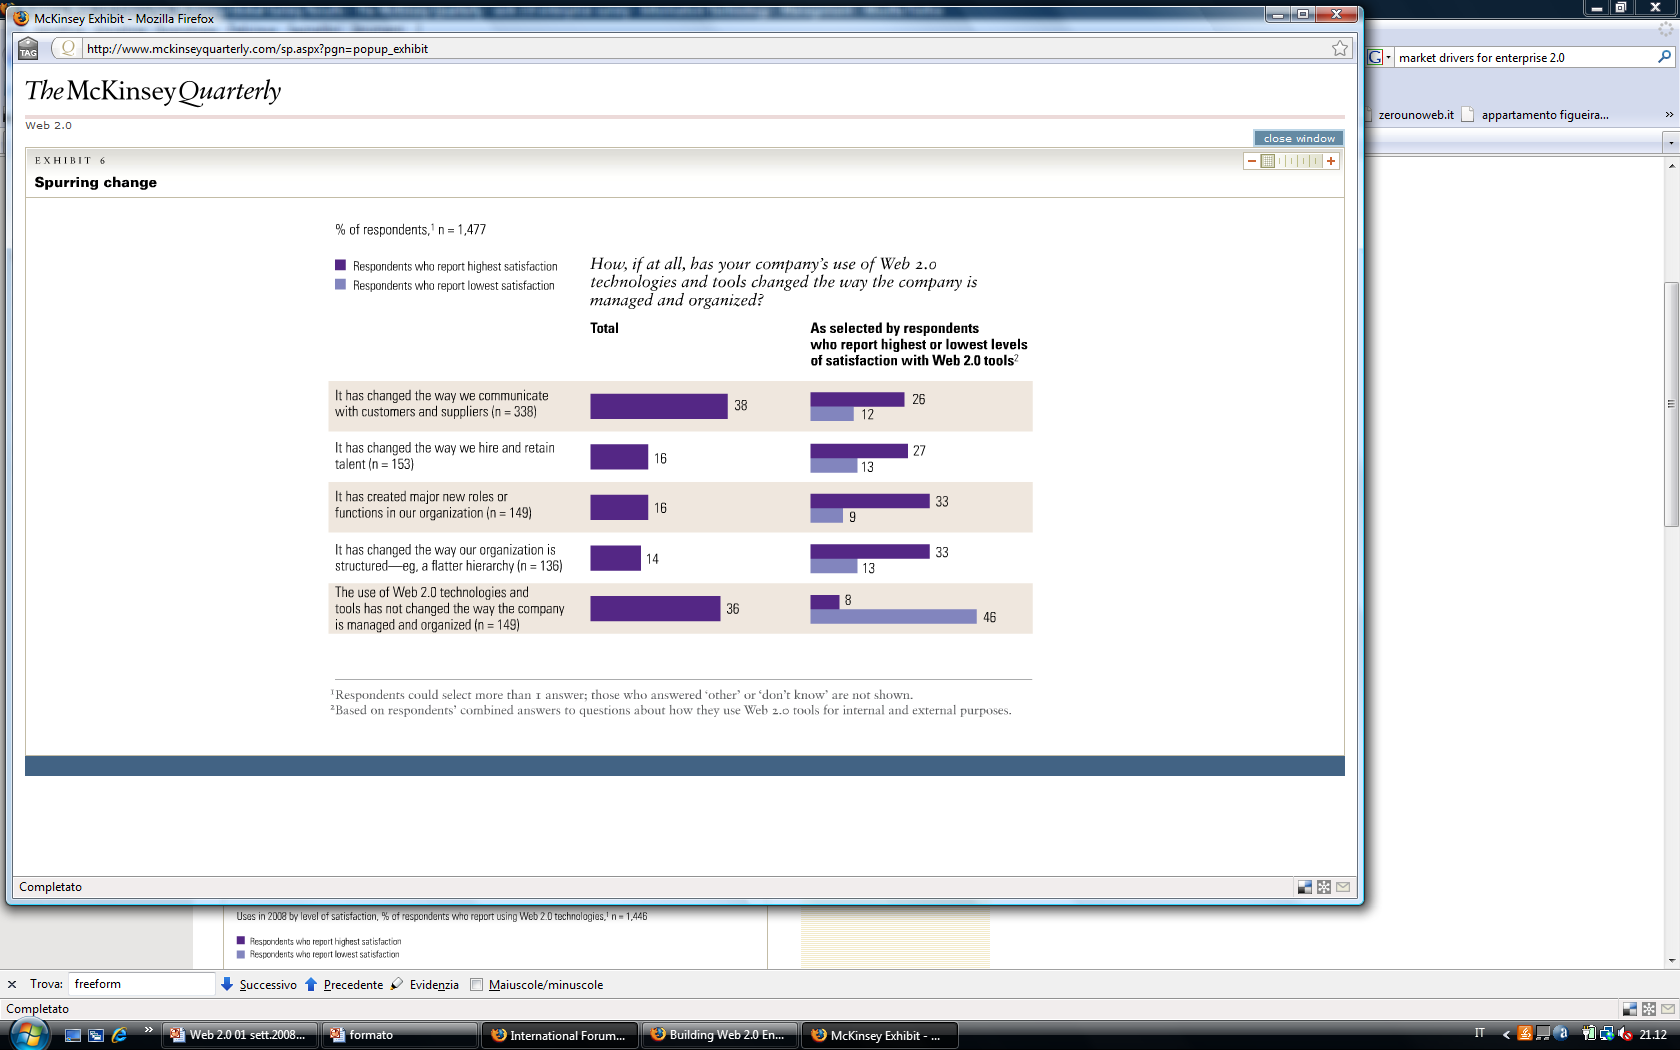 McKinsey Exhibit - Mozilla Firefox
TAG
http://www.mckinseyquarterly.com/sp.aspx?pgn=popup_exhibit
market drivers for enterprise 2.0
The McKinsey Quarterly
zerounoweb.it
appartamento figueira...
Web 2.0
close window
EXHIBIT 6
Spurring change
% of respondents,¹ n = 1,477
Respondents who report highest satisfaction
Respondents who report lowest satisfaction
How, if at all, has your company's use of Web 2.0
technologies and tools changed the way the company is
managed and organized?
Total
As selected by respondents
who report highest or lowest levels
of satisfaction with Web 2.0 tools²
It has changed the way we communicate
with customers and suppliers (n = 338)
38
26
12
It has changed the way we hire and retain
talent (n = 153)
16
27
13
It has created major new roles or
functions in our organization (n = 149)
16
33
9
It has changed the way our organization is
structured—eg, a flatter hierarchy (n = 136)
14
33
13
The use of Web 2.0 technologies and
tools has not changed the way the company
is managed and organized (n = 149)
36
8
46
¹Respondents could select more than 1 answer; those who answered 'other' or 'don't know' are not shown.
²Based on respondents' combined answers to questions about how they use Web 2.0 tools for internal and external purposes.
Completato
Uses in 2008 by level of satisfaction, % of respondents who report using Web 2.0 technologies,¹ n = 1,446
Respondents who report highest satisfaction
Respondents who report lowest satisfaction
Trova: freeform Successivo Precedente Evidenzia Maiuscole/minuscole
Completato
Web 2.0 01 sett.2008...
formato
International Forum...
Building Web 2.0 En...
McKinsey Exhibit - ...
IT
21.12